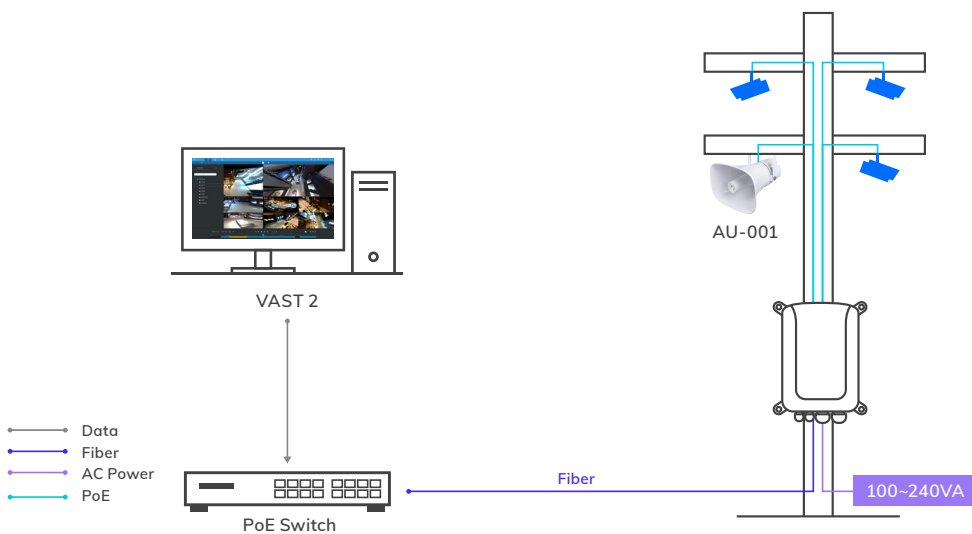 AU-001
VAST 2
Data
Fiber
AC Power
PoE
Fiber
100~240VA
PoE Switch